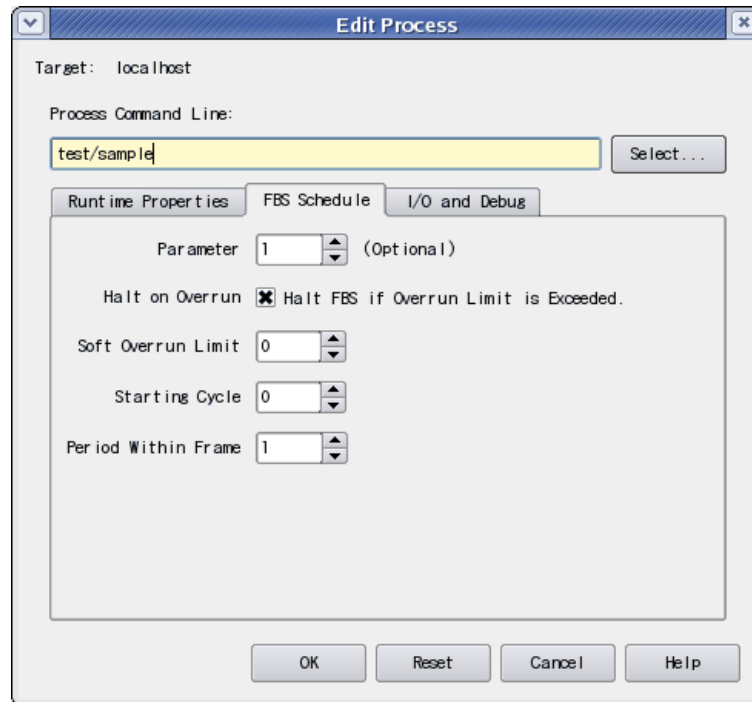 Edit Process
Target: localhost
Process Command Line:
test/sample Select...
Runtime Properties FBS Schedule I/O and Debug
Parameter 1 (Optional)
Halt on Overrun Halt FBS if Overrun Limit is Exceeded.
Soft Overrun Limit 0
Starting Cycle 0
Period Within Frame 1
OK Reset Cancel Help